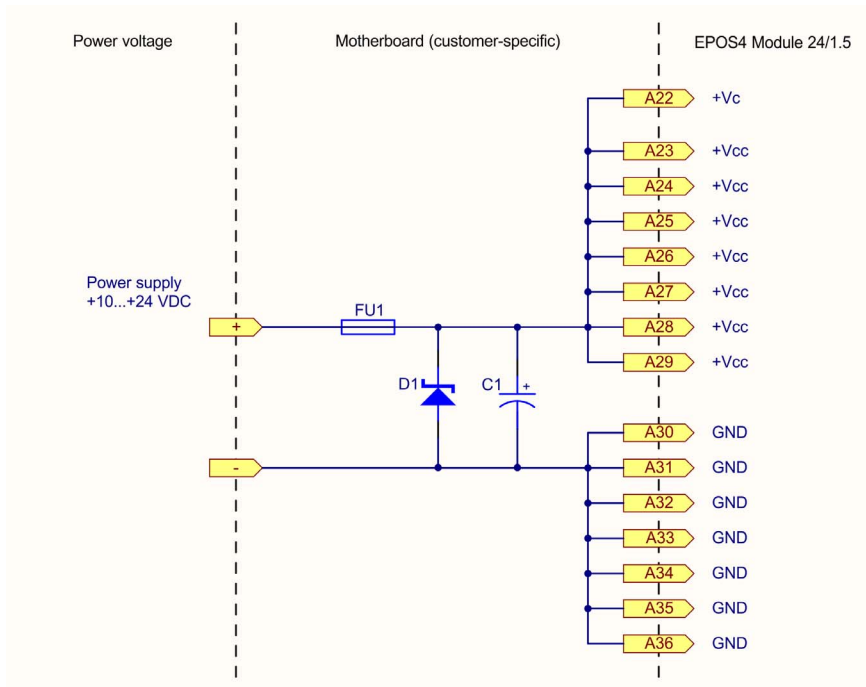 Power voltage
Motherboard (customer-specific)
EPOS4 Module 24/1.5
A22 +Vc
A23 +Vcc
A24 +Vcc
A25 +Vcc
A26 +Vcc
A27 +Vcc
Power supply
+10...+24 VDC
FU1
+
A28 +Vcc
A29 +Vcc
D1
C1 +
A30 GND
-
A31 GND
A32 GND
A33 GND
A34 GND
A35 GND
A36 GND